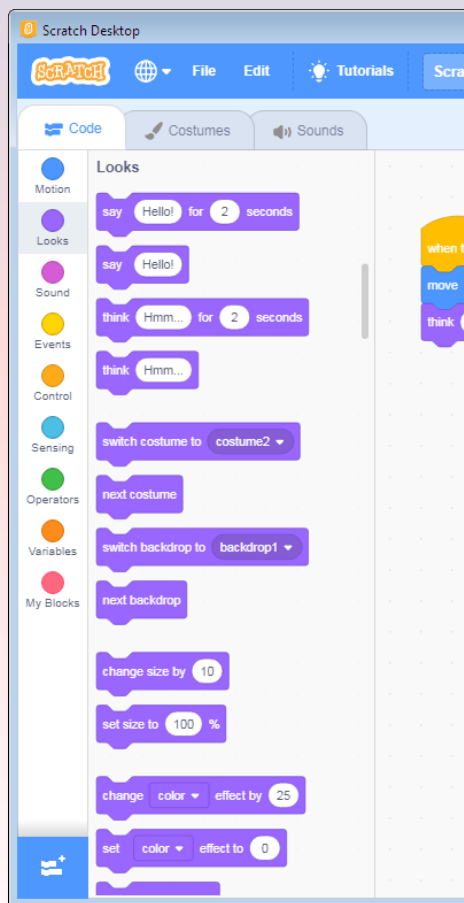 Scratch Desktop
SCRATCH File Edit Tutorials Scra
Code Costumes Sounds
Motion
Looks
Sound
Events
Control
Sensing
Operators
Variables
My Blocks
Looks
say Hello! for 2 seconds
say Hello!
think Hmm... for 2 seconds
think Hmm...
switch costume to costume2
next costume
switch backdrop to backdrop1
next backdrop
change size by 10
set size to 100 %
change color effect by 25
set color effect to 0
when t
move
think